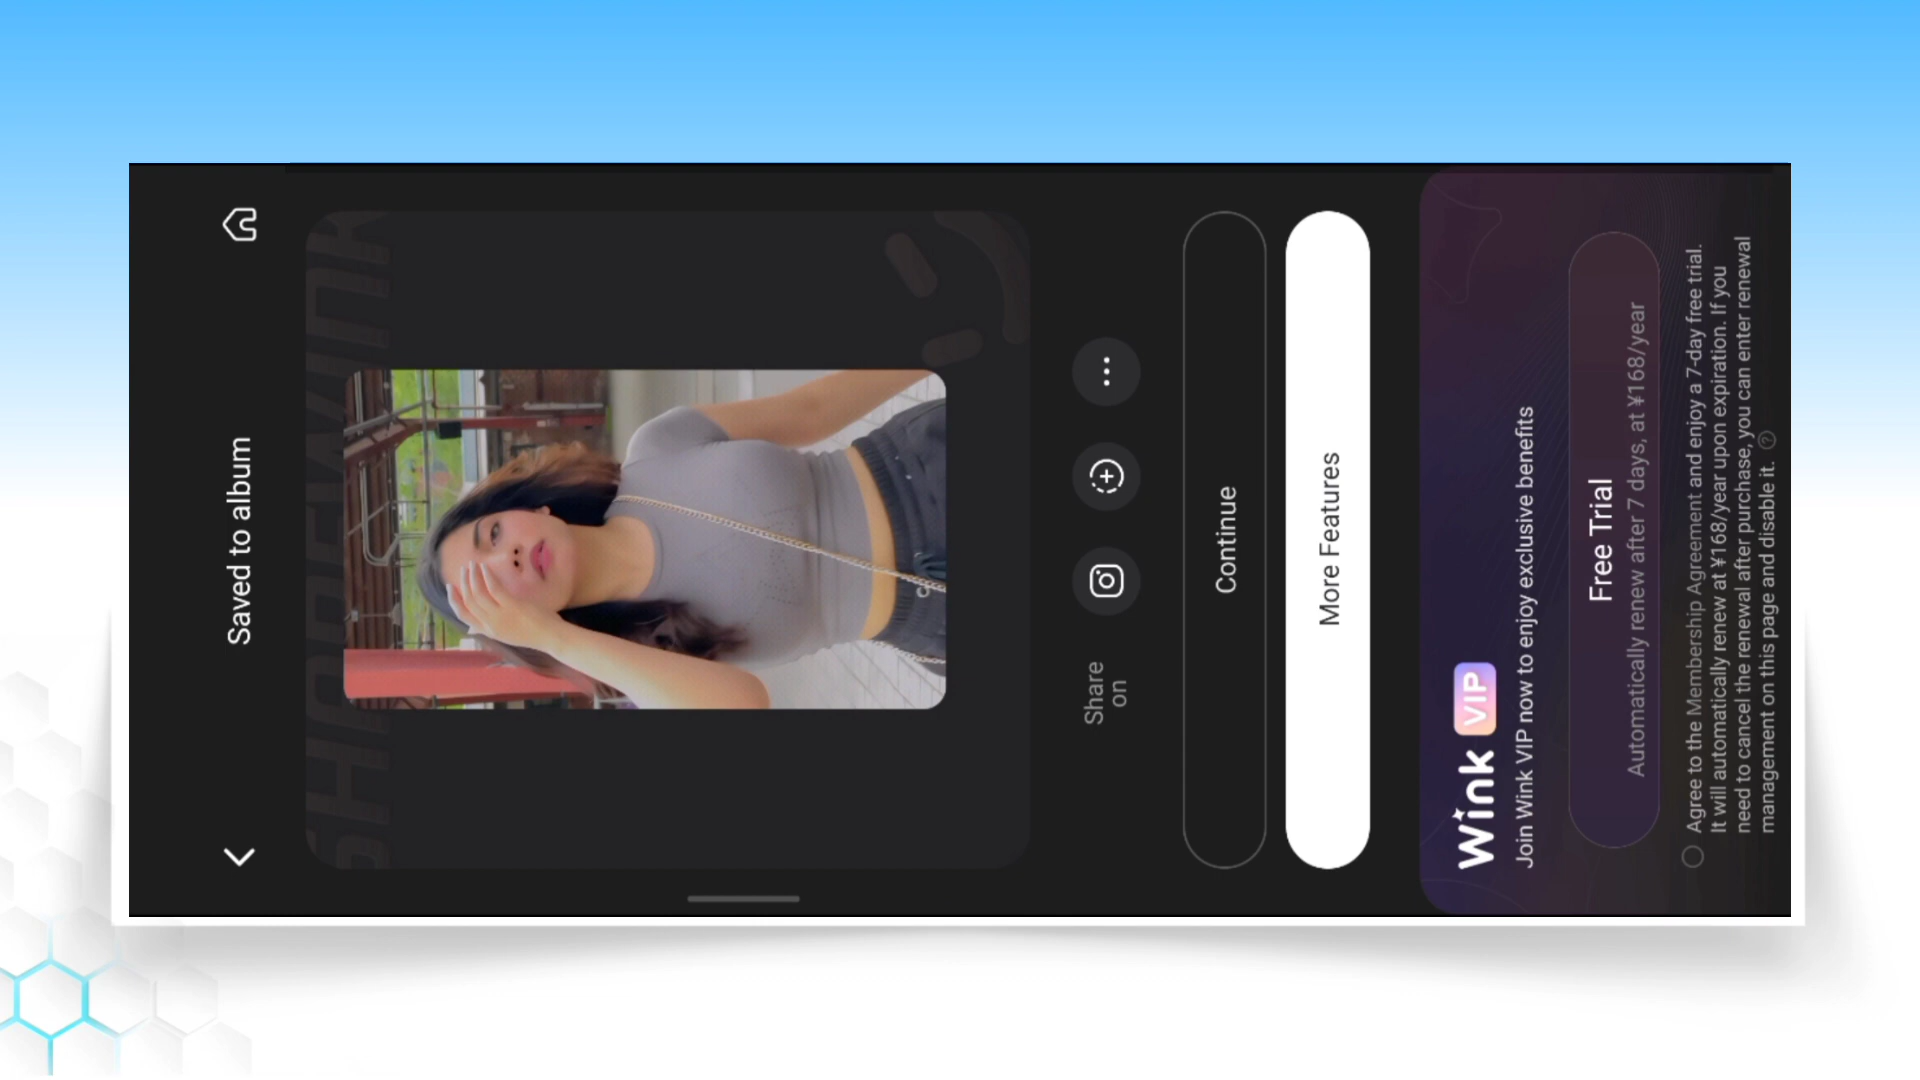 Saved to album
Share
on
Continue
More Features
Wink VIP
Join Wink VIP now to enjoy exclusive benefits
Free Trial
Automatically renew after 7 days, at ¥168/year
Agree to the Membership Agreement and enjoy a 7-day free trial.
It will automatically renew at ¥168/year upon expiration. If you
need to cancel the renewal after purchase, you can enter renewal
management on this page and disable it. ?